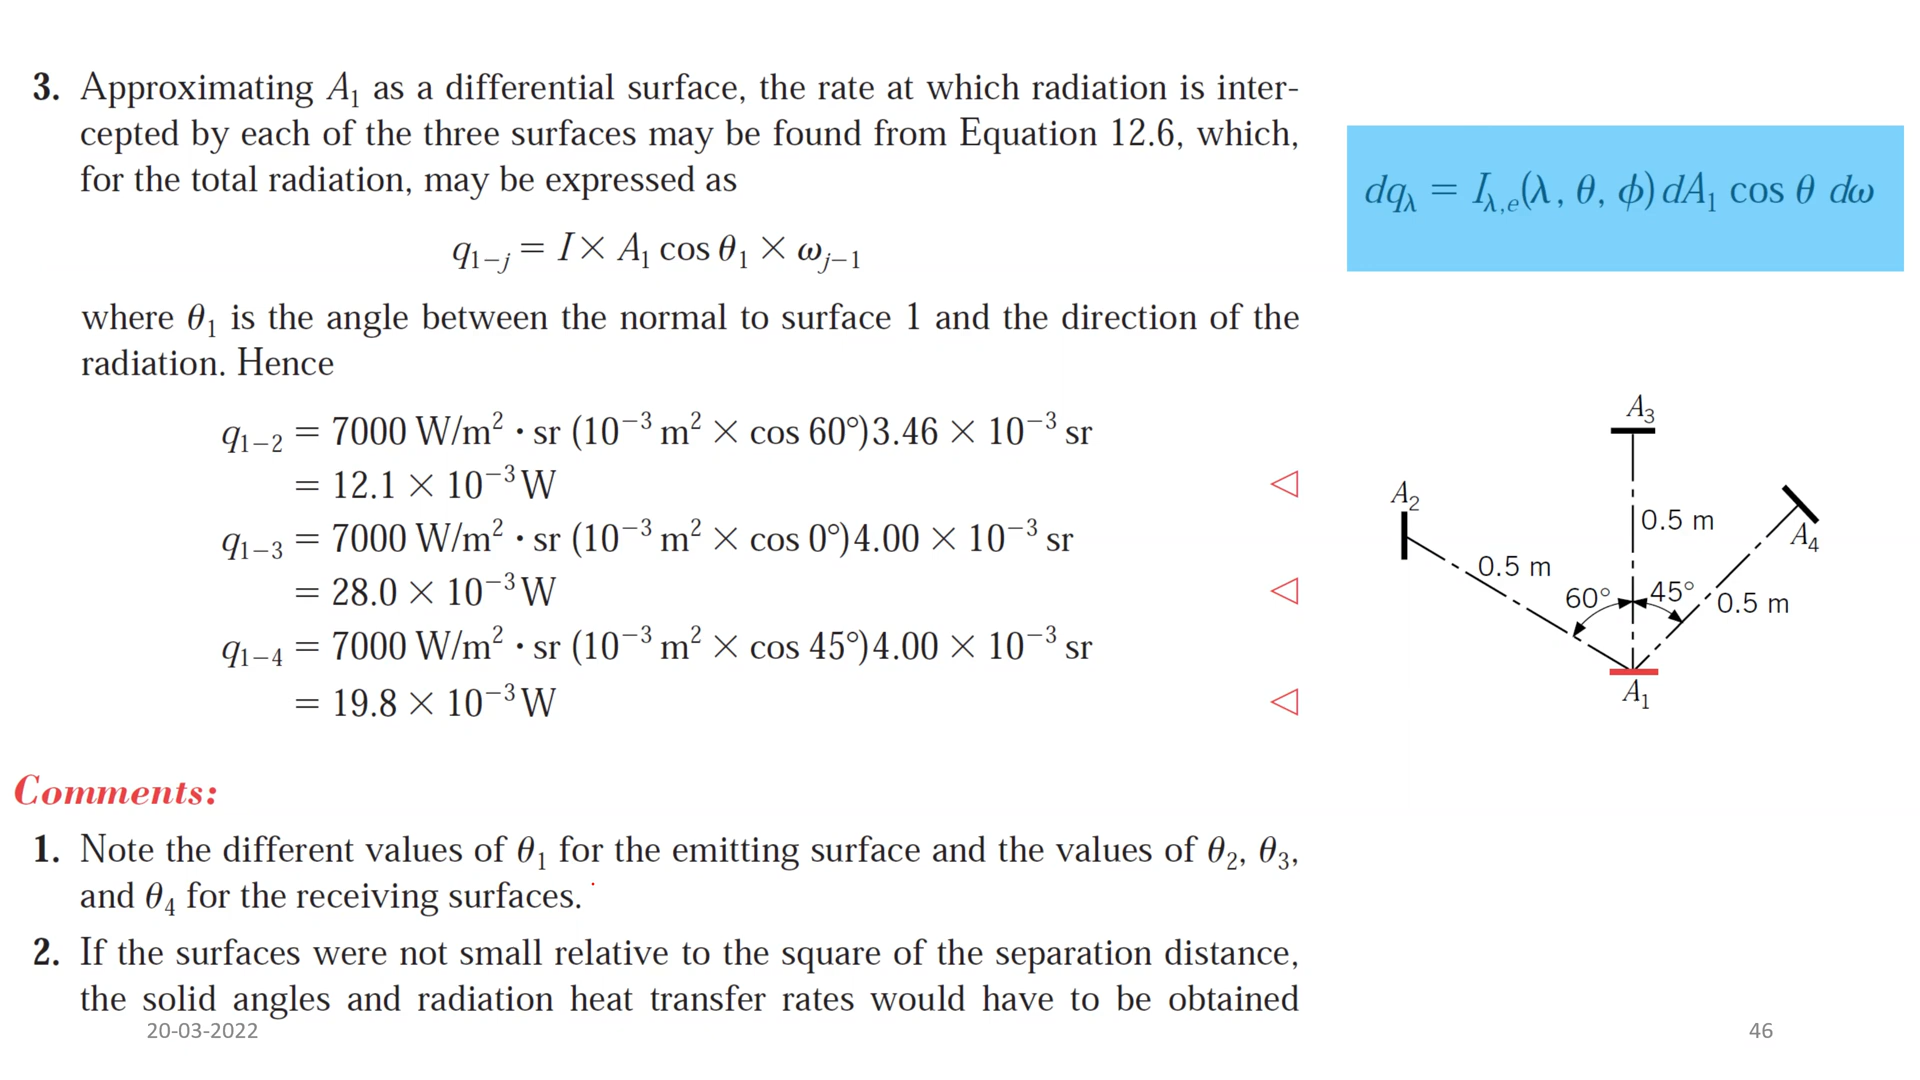 3. Approximating A₁ as a differential surface, the rate at which radiation is inter-
cepted by each of the three surfaces may be found from Equation 12.6, which,
for the total radiation, may be expressed as
q₁₋ⱼ = I × A₁ cos θ₁ × ωⱼ₋₁
where θ₁ is the angle between the normal to surface 1 and the direction of the
radiation. Hence
q₁₋₂ = 7000 W/m² · sr (10⁻³ m² × cos 60°)3.46 × 10⁻³ sr
= 12.1 × 10⁻³ W ◁
q₁₋₃ = 7000 W/m² · sr (10⁻³ m² × cos 0°)4.00 × 10⁻³ sr
= 28.0 × 10⁻³ W ◁
q₁₋₄ = 7000 W/m² · sr (10⁻³ m² × cos 45°)4.00 × 10⁻³ sr
= 19.8 × 10⁻³ W ◁
Comments:
1. Note the different values of θ₁ for the emitting surface and the values of θ₂, θ₃,
and θ₄ for the receiving surfaces.
2. If the surfaces were not small relative to the square of the separation distance,
the solid angles and radiation heat transfer rates would have to be obtained
dq_λ = I_λ,e(λ, θ, ϕ) dA₁ cos θ dω
A₃
A₂
0.5 m
A₄
0.5 m
60°
45°
0.5 m
A₁
20-03-2022
46